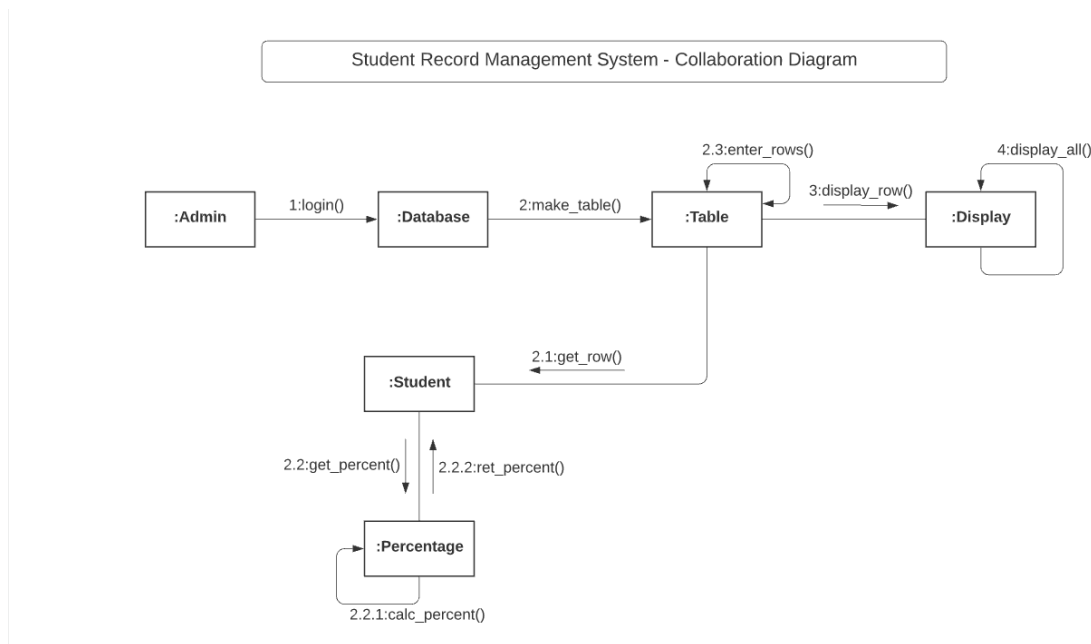 Student Record Management System - Collaboration Diagram
2.3:enter_rows()
4:display_all()
:Admin
1:login()
:Database
2:make_table()
:Table
3:display_row()
:Display
2.1:get_row()
:Student
2.2:get_percent()
2.2.2:ret_percent()
:Percentage
2.2.1:calc_percent()